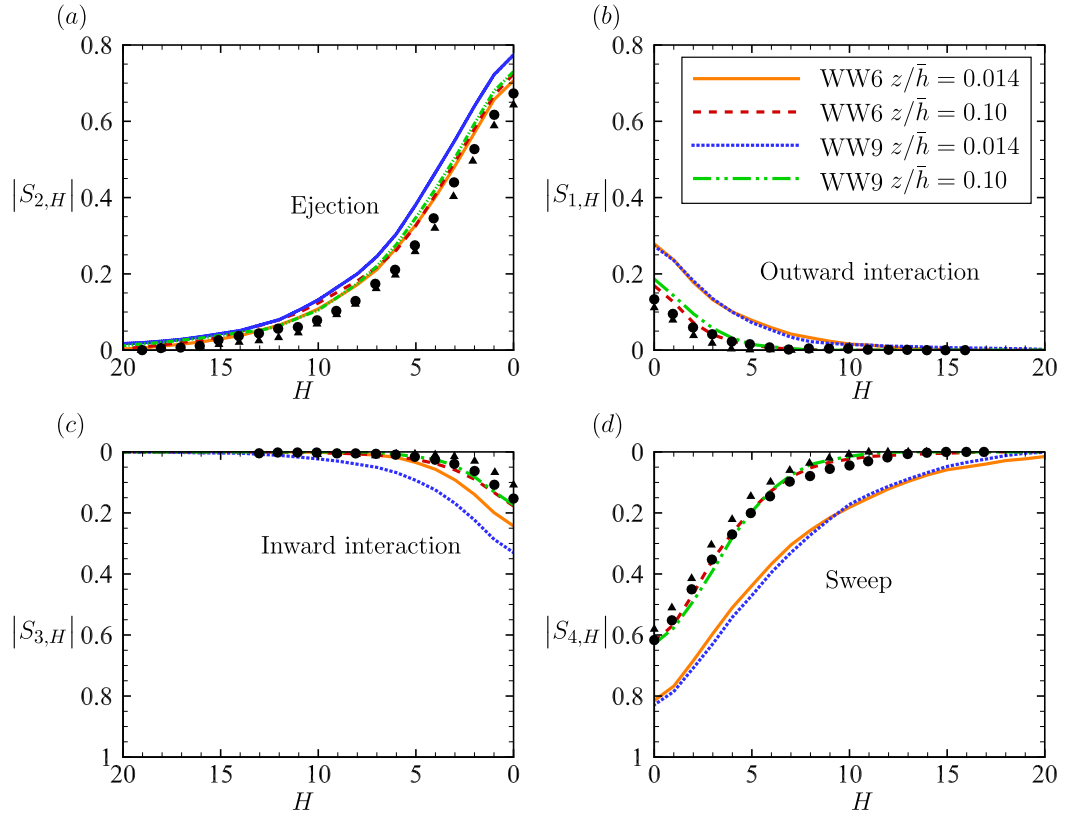 (a)
0.8
0.6
|S2,H| 0.4
0.2
0
Ejection
20 15 10 5 0
H
(b)
0.8
0.6
|S1,H| 0.4
0.2
0
WW6 z/h̄ = 0.014
WW6 z/h̄ = 0.10
WW9 z/h̄ = 0.014
WW9 z/h̄ = 0.10
Outward interaction
0 5 10 15 20
H
(c)
0
0.2
0.4
|S3,H| 0.6
0.8
1
Inward interaction
20 15 10 5 0
H
(d)
0
0.2
0.4
|S4,H| 0.6
0.8
1
Sweep
0 5 10 15 20
H